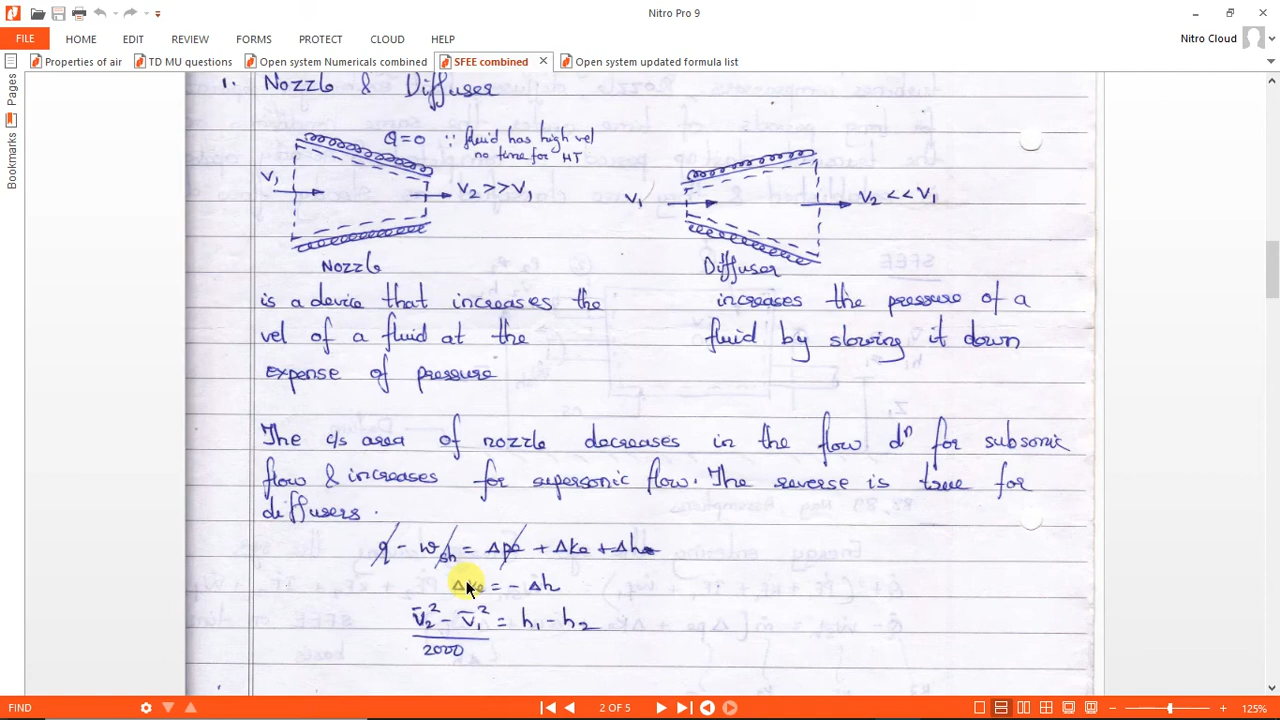 Nitro Pro 9
FILE HOME EDIT REVIEW FORMS PROTECT CLOUD HELP
Nitro Cloud
Properties of air TD MU questions Open system Numericals combined SFEE combined Open system updated formula list
Pages
Bookmarks
1. Nozzle & Diffuser
Q=0 ∵ fluid has high vel
no time for HT
V₁ V₂>>V₁
V₁ V₂<<V₁
Nozzle Diffuser
is a device that increases the
vel of a fluid at the
expense of pressure
increases the pressure of a
fluid by slowing it down
The c/s area of nozzle decreases in the flow dⁿ for subsonic
flow & increases for supersonic flow. The reverse is true for
diffusers.
q - wsh = Δpe + Δke + Δh
Δke = - Δh
V̄₂² - V̄₁² = h₁ - h₂
2000
FIND
2 OF 5
125%